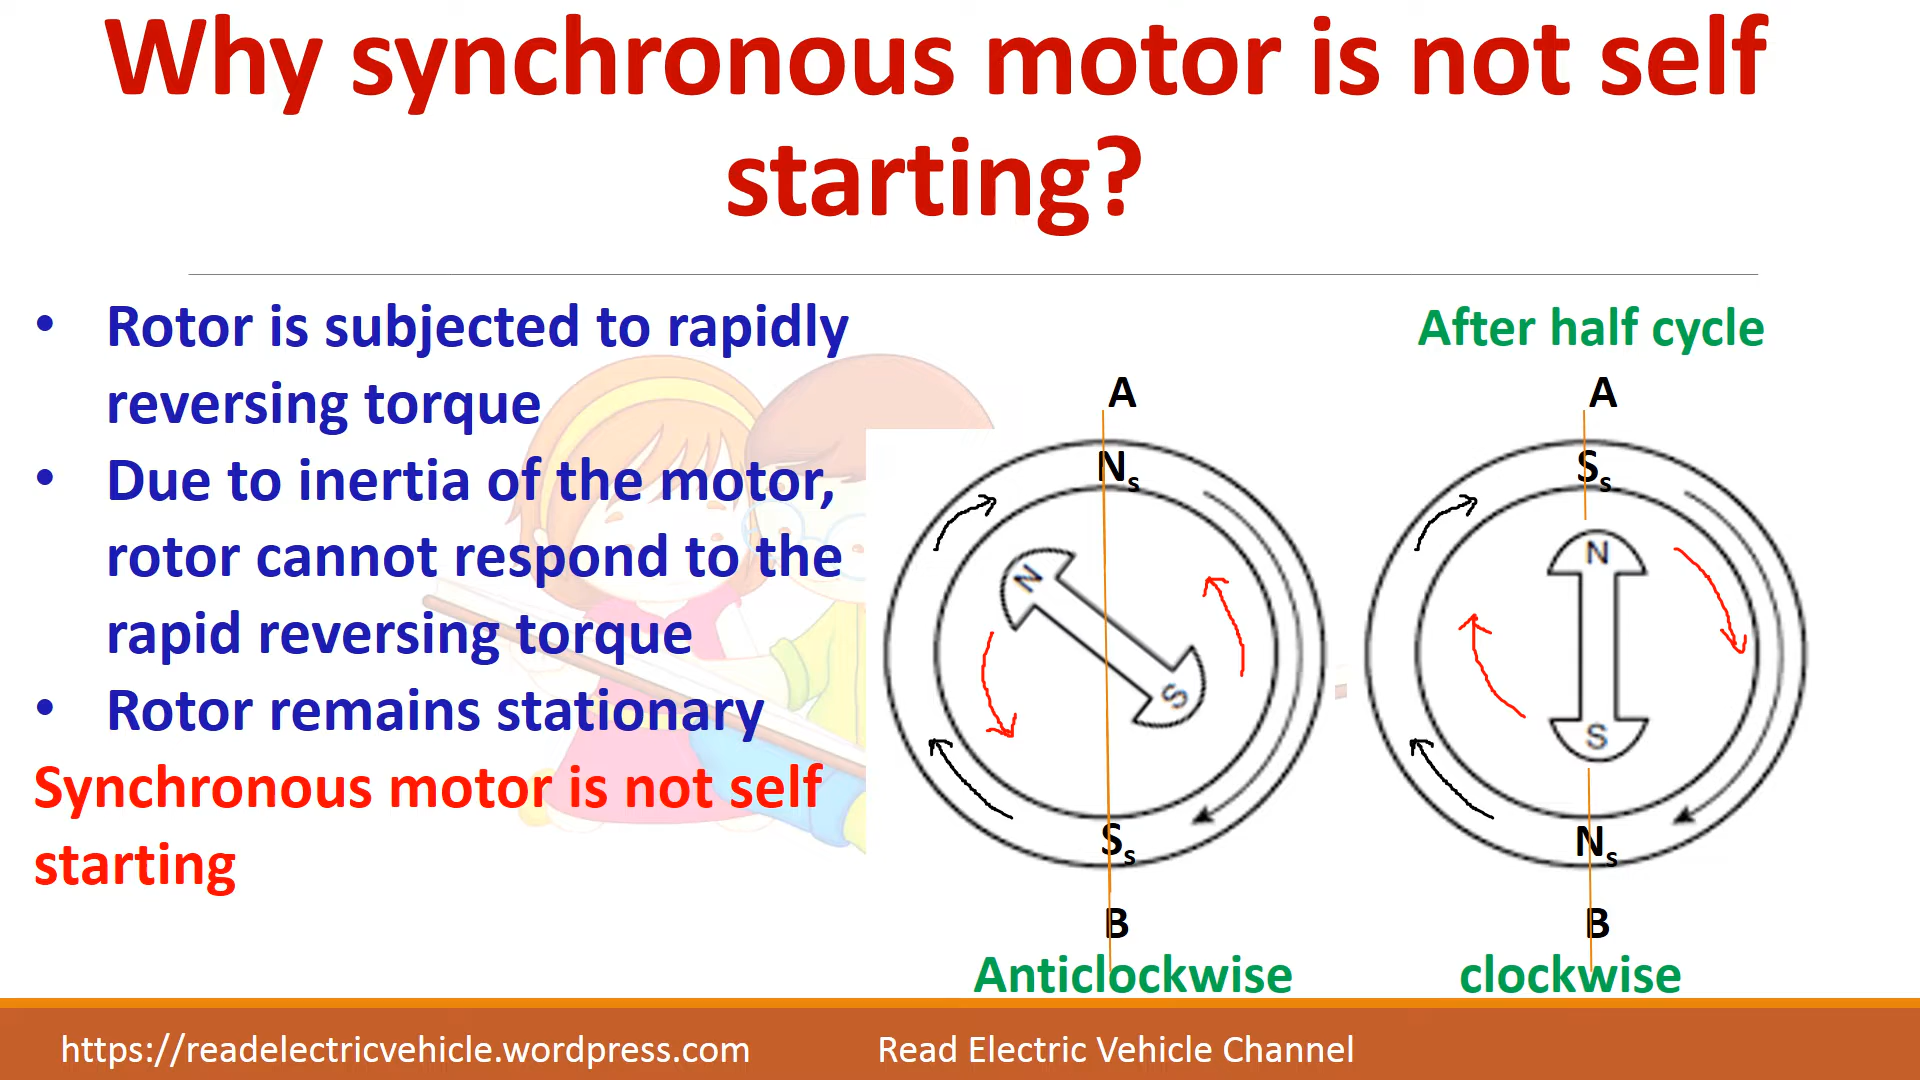 Why synchronous motor is not self
starting?
• Rotor is subjected to rapidly
reversing torque
• Due to inertia of the motor,
rotor cannot respond to the
rapid reversing torque
• Rotor remains stationary
Synchronous motor is not self
starting
A
Ns
N
S
Ss
B
Anticlockwise
After half cycle
A
Ss
N
S
Ns
B
clockwise
https://readelectricvehicle.wordpress.com
Read Electric Vehicle Channel